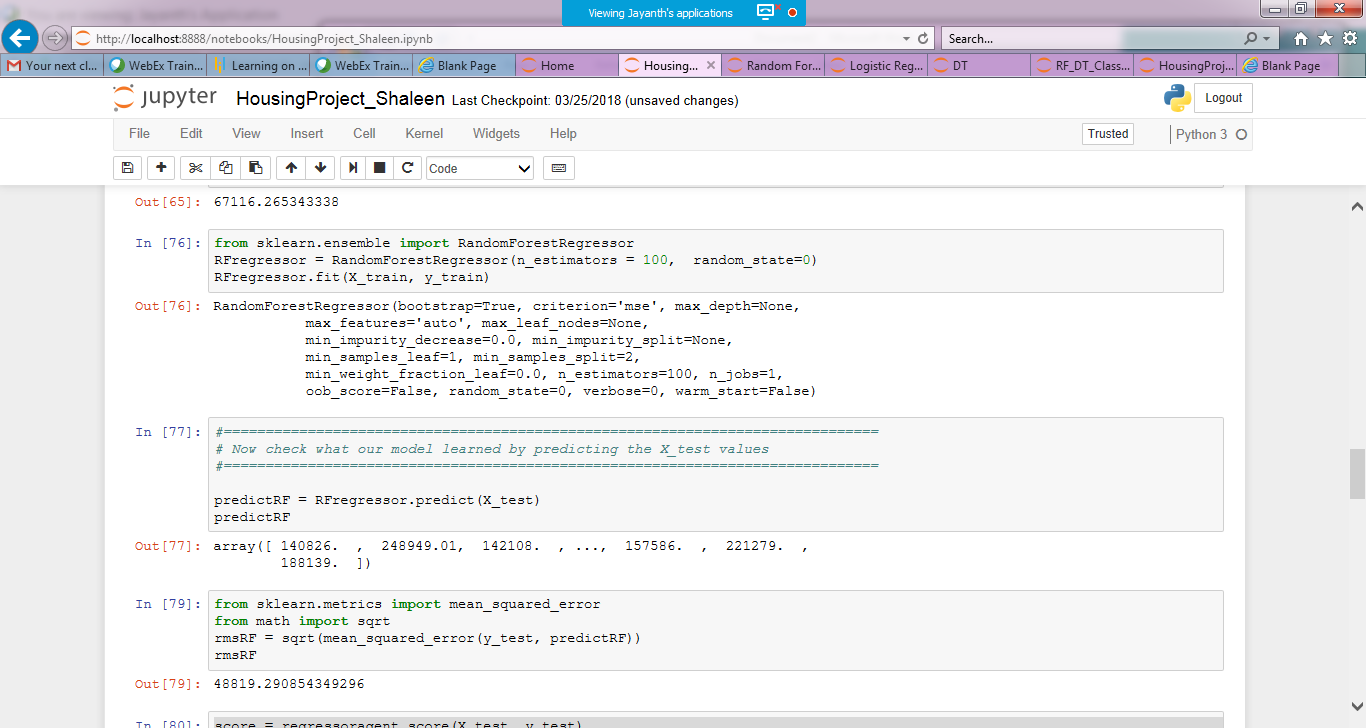 Viewing Jayanth's applications
http://localhost:8888/notebooks/HousingProject_Shaleen.ipynb
Search...
Your next cl...
WebEx Train...
Learning on ...
WebEx Train...
Blank Page
Home
Housing...
Random For...
Logistic Reg...
DT
RF_DT_Class...
HousingProj...
Blank Page
jupyter
HousingProject_Shaleen
Last Checkpoint: 03/25/2018 (unsaved changes)
Logout
File Edit View Insert Cell Kernel Widgets Help
Trusted
Python 3
Code
Out[65]: 67116.265343338
In [76]: from sklearn.ensemble import RandomForestRegressor
RFregressor = RandomForestRegressor(n_estimators = 100,  random_state=0)
RFregressor.fit(X_train, y_train)
Out[76]: RandomForestRegressor(bootstrap=True, criterion='mse', max_depth=None,
           max_features='auto', max_leaf_nodes=None,
           min_impurity_decrease=0.0, min_impurity_split=None,
           min_samples_leaf=1, min_samples_split=2,
           min_weight_fraction_leaf=0.0, n_estimators=100, n_jobs=1,
           oob_score=False, random_state=0, verbose=0, warm_start=False)
In [77]: #==============================================================================
# Now check what our model learned by predicting the X_test values
#==============================================================================
predictRF = RFregressor.predict(X_test)
predictRF
Out[77]: array([ 140826.  ,  248949.01,  142108.  , ...,  157586.  ,  221279.  ,
        188139.  ])
In [79]: from sklearn.metrics import mean_squared_error
from math import sqrt
rmsRF = sqrt(mean_squared_error(y_test, predictRF))
rmsRF
Out[79]: 48819.290854349296
In [80]: score = regressoragent.score(X_test, y_test)